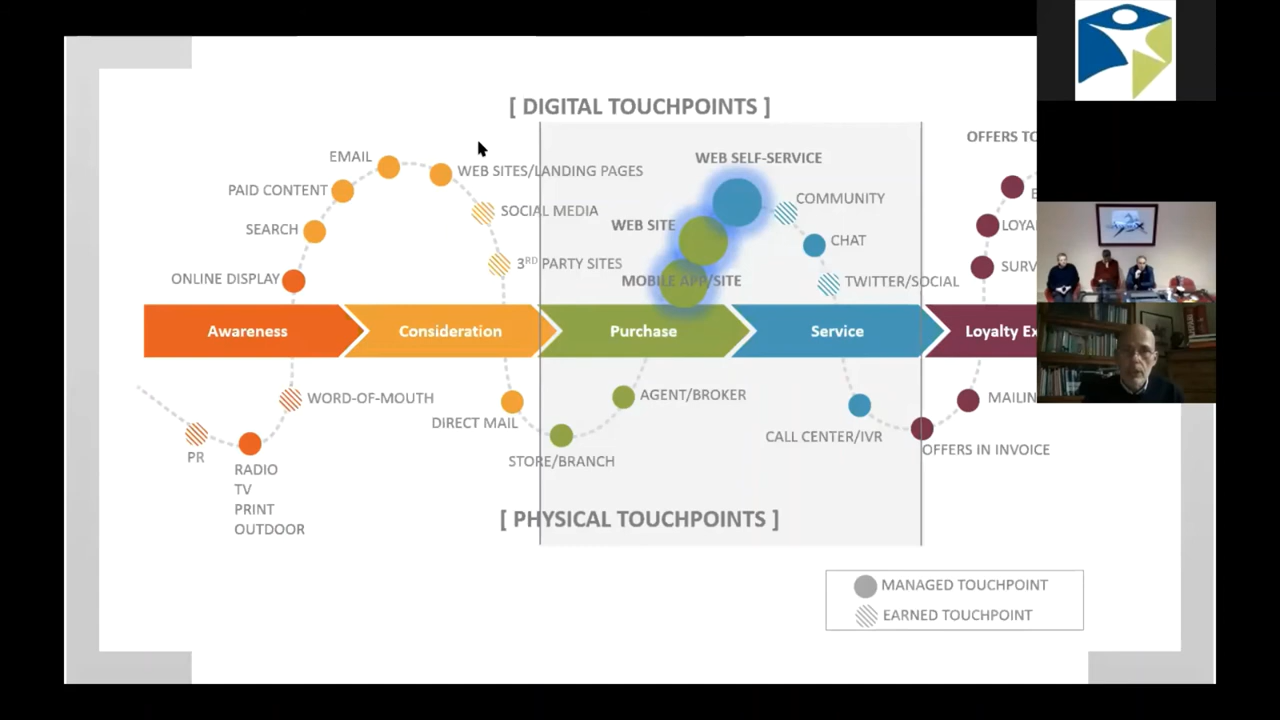 [ DIGITAL TOUCHPOINTS ]
OFFERS
EMAIL
WEB SITES/LANDING PAGES
WEB SELF-SERVICE
PAID CONTENT
SOCIAL MEDIA
COMMUNITY
SEARCH
WEB SITE
CHAT
3RD PARTY SITES
ONLINE DISPLAY
MOBILE APP/SITE
TWITTER/SOCIAL
Awareness
Consideration
Purchase
Service
Loyalty
WORD-OF-MOUTH
DIRECT MAIL
AGENT/BROKER
PR
STORE/BRANCH
CALL CENTER/IVR
OFFERS IN INVOICE
RADIO
TV
PRINT
OUTDOOR
[ PHYSICAL TOUCHPOINTS ]
MANAGED TOUCHPOINT
EARNED TOUCHPOINT